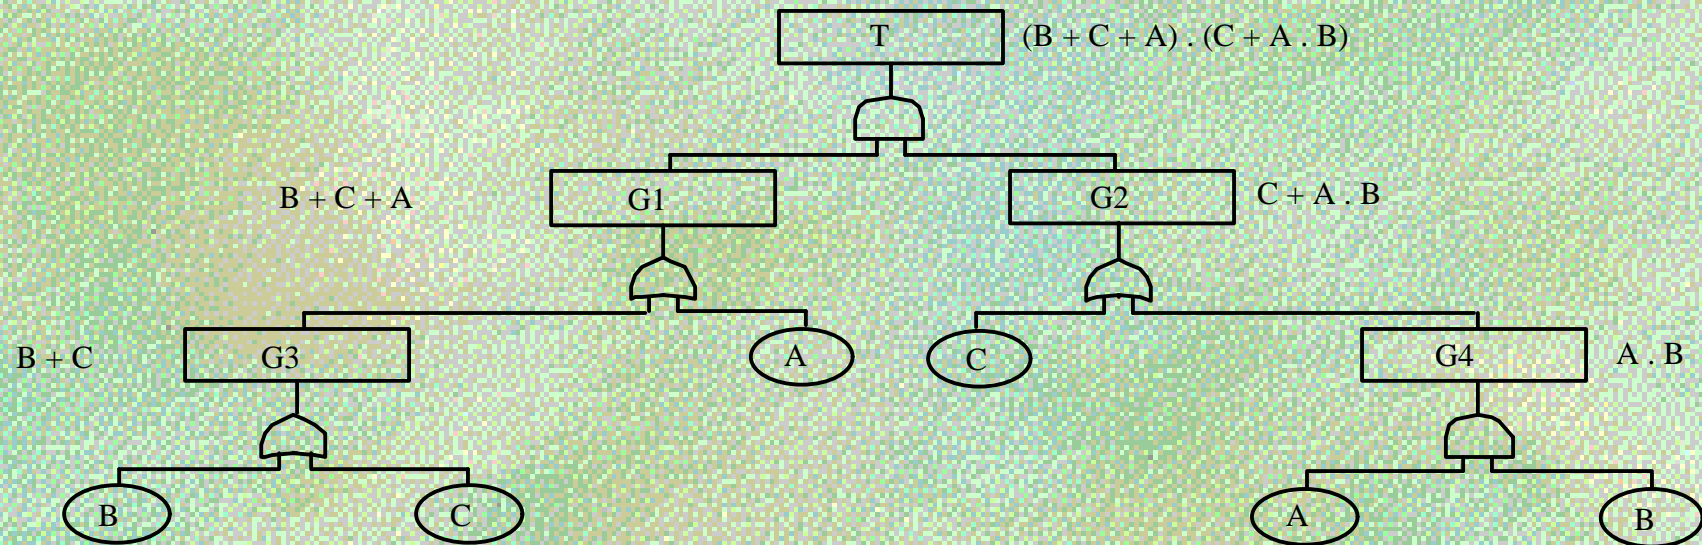 T (B + C + A) . (C + A . B)
B + C + A G1 G2 C + A . B
B + C G3 A C G4 A . B
B C A B